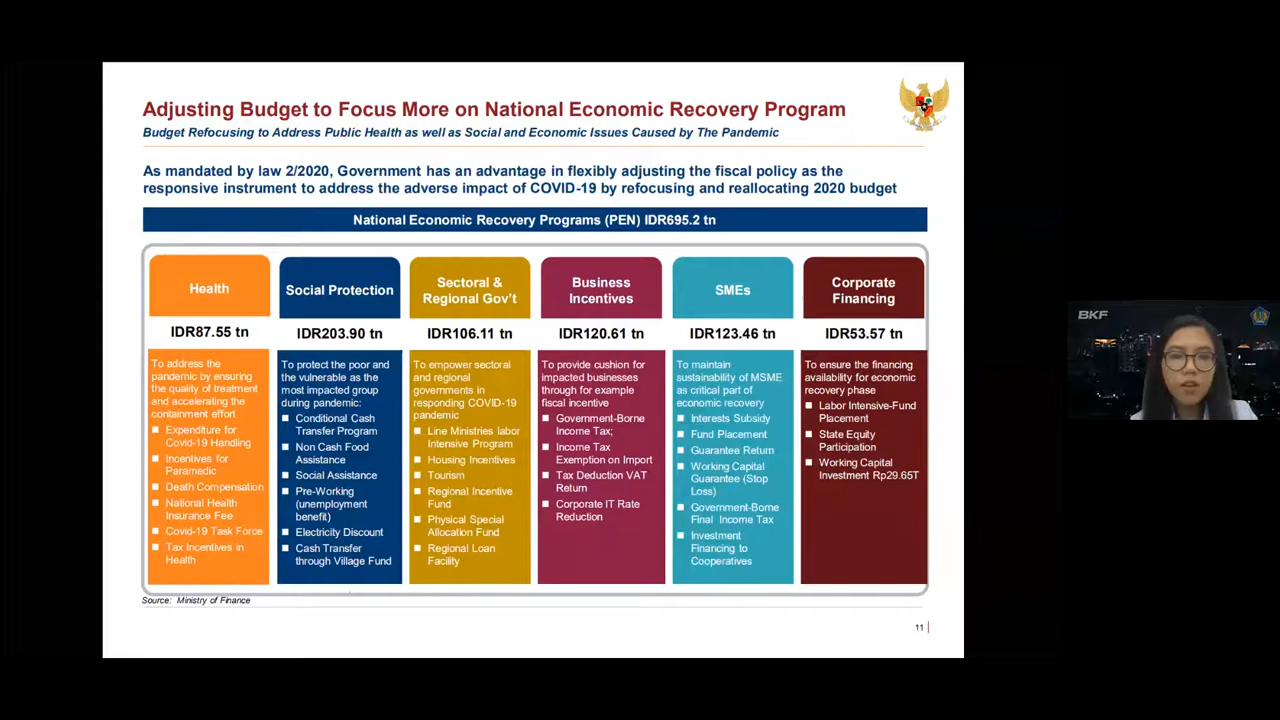 Adjusting Budget to Focus More on National Economic Recovery Program
Budget Refocusing to Address Public Health as well as Social and Economic Issues Caused by The Pandemic
As mandated by law 2/2020, Government has an advantage in flexibly adjusting the fiscal policy as the
responsive instrument to address the adverse impact of COVID-19 by refocusing and reallocating 2020 budget
National Economic Recovery Programs (PEN) IDR695.2 tn
Health
IDR87.55 tn
To address the
pandemic by ensuring
the quality of treatment
and accelerating the
containment effort
■ Expenditure for
Covid-19 Handling
■ Incentives for
Paramedic
■ Death Compensation
■ National Health
Insurance Fee
■ Covid-19 Task Force
■ Tax Incentives in
Health
Social Protection
IDR203.90 tn
To protect the poor and
the vulnerable as the
most impacted group
during pandemic:
■ Conditional Cash
Transfer Program
■ Non Cash Food
Assistance
■ Social Assistance
■ Pre-Working
(unemployment
benefit)
■ Electricity Discount
■ Cash Transfer
through Village Fund
Sectoral &
Regional Gov't
IDR106.11 tn
To empower sectoral
and regional
governments in
responding COVID-19
pandemic
■ Line Ministries labor
Intensive Program
■ Housing Incentives
■ Tourism
■ Regional Incentive
Fund
■ Physical Special
Allocation Fund
■ Regional Loan
Facility
Business
Incentives
IDR120.61 tn
To provide cushion for
impacted businesses
through for example
fiscal incentive
■ Government-Borne
Income Tax;
■ Income Tax
Exemption on Import
■ Tax Deduction VAT
Return
■ Corporate IT Rate
Reduction
SMEs
IDR123.46 tn
To maintain
sustainability of MSME
as critical part of
economic recovery
■ Interests Subsidy
■ Fund Placement
■ Guarantee Return
■ Working Capital
Guarantee (Stop
Loss)
■ Government-Borne
Final Income Tax
■ Investment
Financing to
Cooperatives
Corporate
Financing
IDR53.57 tn
To ensure the financing
availability for economic
recovery phase
■ Labor Intensive-Fund
Placement
■ State Equity
Participation
■ Working Capital
Investment Rp29.65T
Source: Ministry of Finance
11
BKF